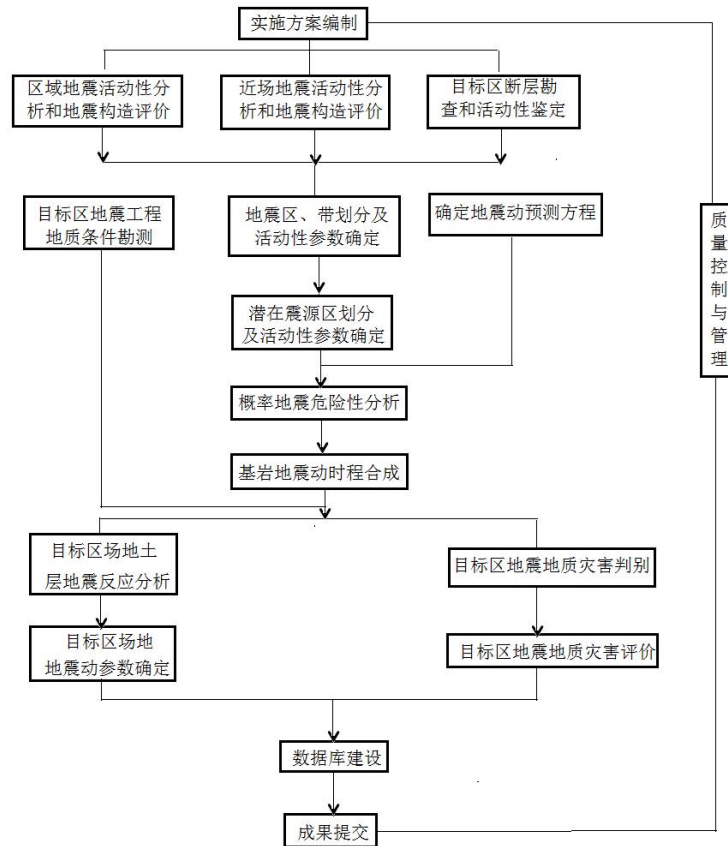 实施方案编制
区域地震活动性分
析和地震构造评价
近场地震活动性分
析和地震构造评价
目标区断层勘
查和活动性鉴定
目标区地震工程
地质条件勘测
地震区、带划分及
活动性参数确定
确定地震动预测方程
质
量
控
制
与
管
理
潜在震源区划分
及活动性参数确定
概率地震危险性分析
基岩地震动时程合成
目标区场地土
层地震反应分析
目标区地震地质灾害判别
目标区场地
地震动参数确定
目标区地震地质灾害评价
数据库建设
成果提交